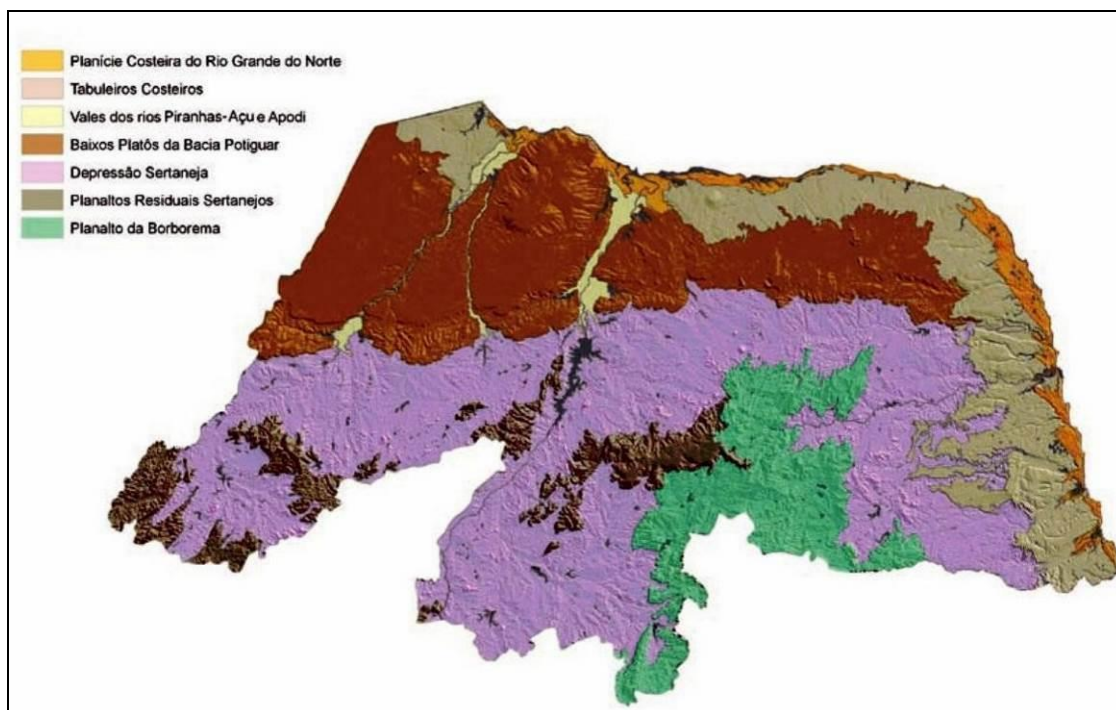 Planície Costeira do Rio Grande do Norte
Tabuleiros Costeiros
Vales dos rios Piranhas-Açu e Apodi
Baixos Platôs da Bacia Potiguar
Depressão Sertaneja
Planaltos Residuais Sertanejos
Planalto da Borborema